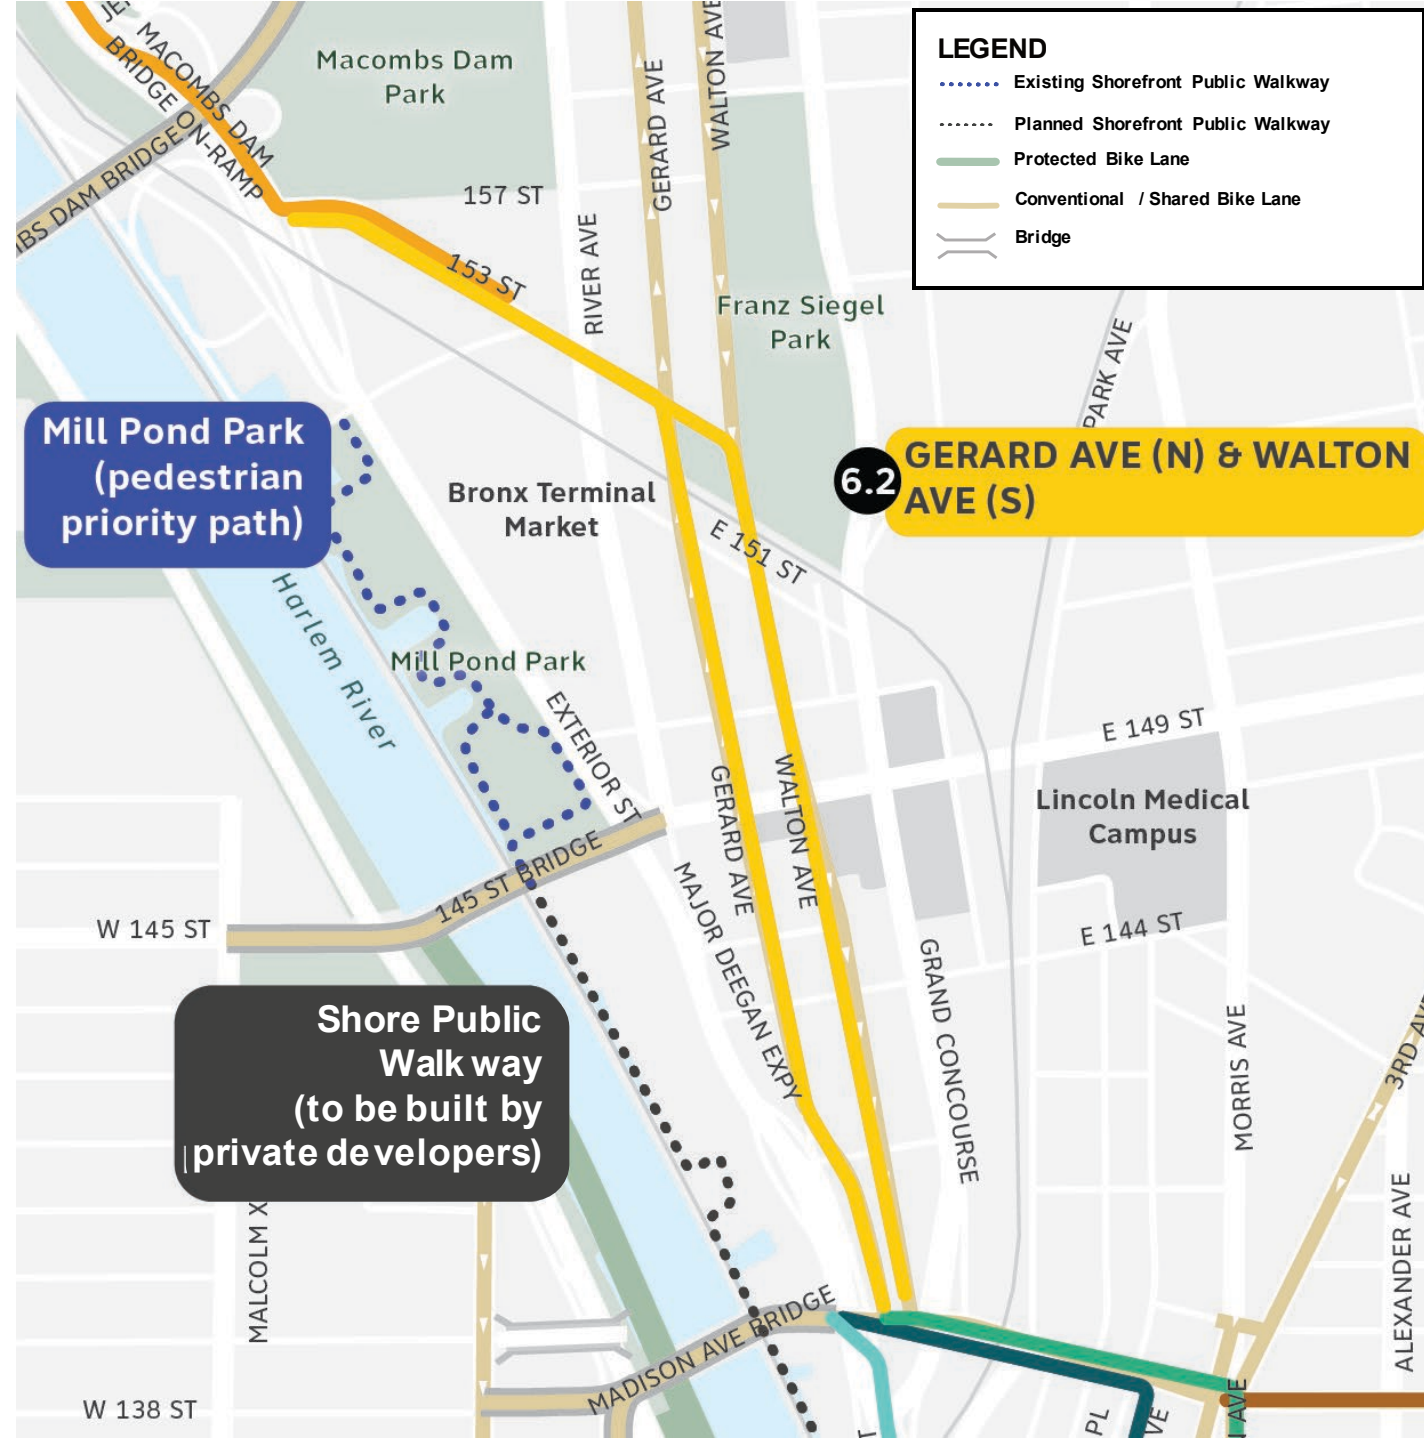 MACOMBS DAM
BRIDGE ON-RAMP
Macombs Dam
Park
GERARD AVE
WALTON AVE
LEGEND
Existing Shorefront Public Walkway
Planned Shorefront Public Walkway
Protected Bike Lane
Conventional / Shared Bike Lane
Bridge
BS DAM BRIDGE
157 ST
153 ST
RIVER AVE
Franz Siegel
Park
PARK AVE
Mill Pond Park
(pedestrian
priority path)
6.2
GERARD AVE (N) & WALTON
AVE (S)
Bronx Terminal
Market
E 151 ST
Harlem River
Mill Pond Park
EXTERIOR ST
E 149 ST
GERARD AVE
WALTON AVE
Lincoln Medical
Campus
145 ST BRIDGE
W 145 ST
MAJOR DEEGAN EXPY
E 144 ST
GRAND CONCOURSE
Shore Public
Walk way
(to be built by
private developers)
MORRIS AVE
3RD AV
MALCOLM X
ALEXANDER AVE
MADISON AVE BRIDGE
W 138 ST
PL
VE
AVE